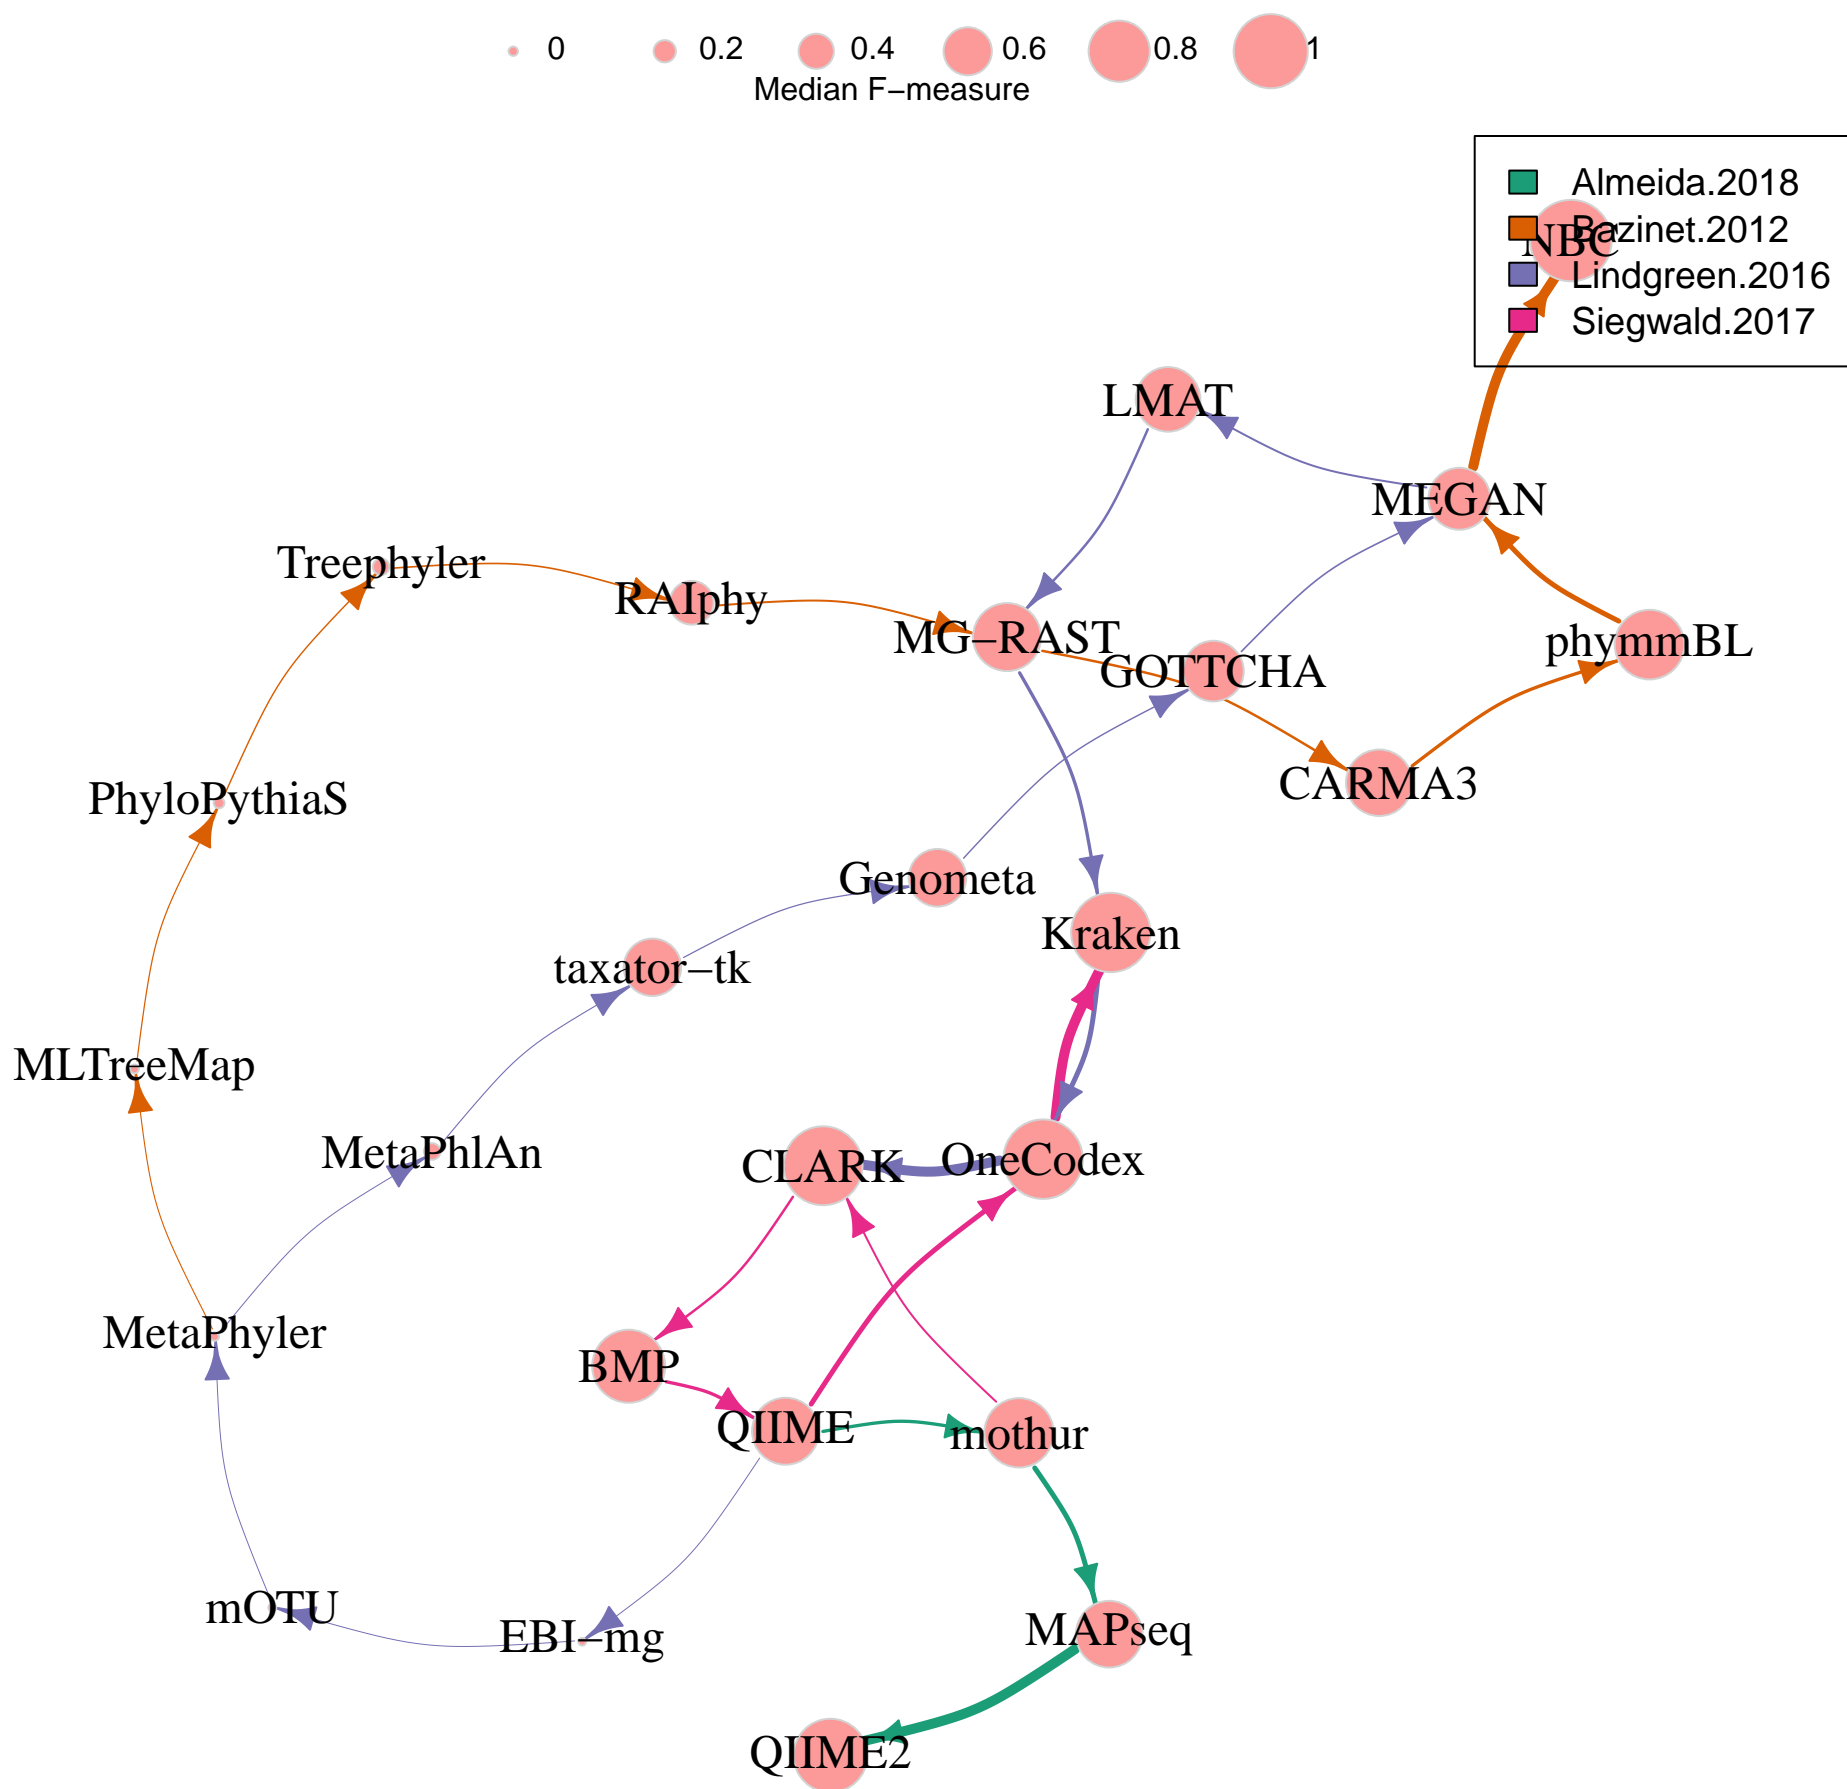 0 0.2 0.4 0.6 0.8 1
Median F−measure
Almeida.2018
Bazinet.2012
NBC
Lindgreen.2016
Siegwald.2017
LMAT
MEGAN
Treephyler
RAIphy
MG−RAST
GOTTCHA
phymmBL
CARMA3
PhyloPythiaS
Genometa
Kraken
taxator−tk
MLTreeMap
MetaPhlAn
CLARK
OneCodex
MetaPhyler
BMP
QIIME
mothur
mOTU
EBI−mg
MAPseq
QIIME2